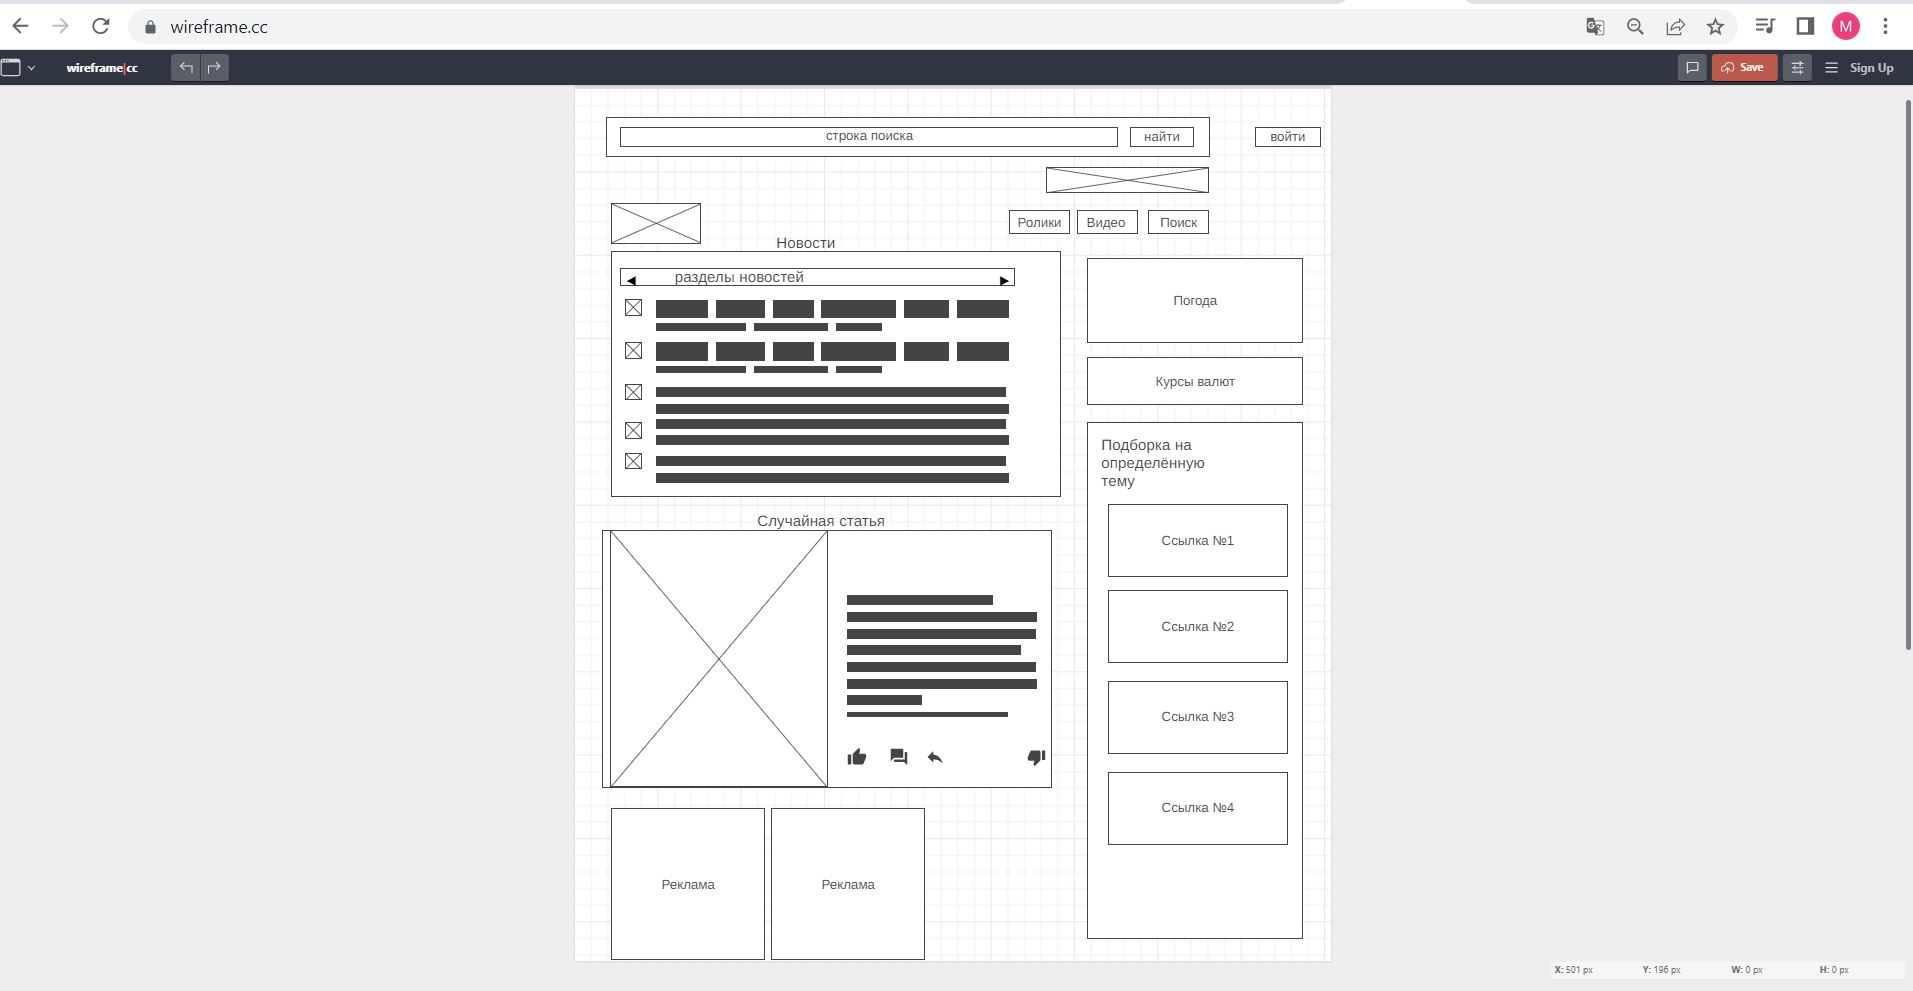 wireframe.cc
M
wireframe|cc
Save
Sign Up
строка поиска
найти
войти
Ролики
Видео
Поиск
Новости
разделы новостей
Погода
Курсы валют
Подборка на
определённую
тему
Ссылка №1
Ссылка №2
Ссылка №3
Ссылка №4
Случайная статья
Реклама
Реклама
X: 501 px Y: 196 px W: 0 px H: 0 px